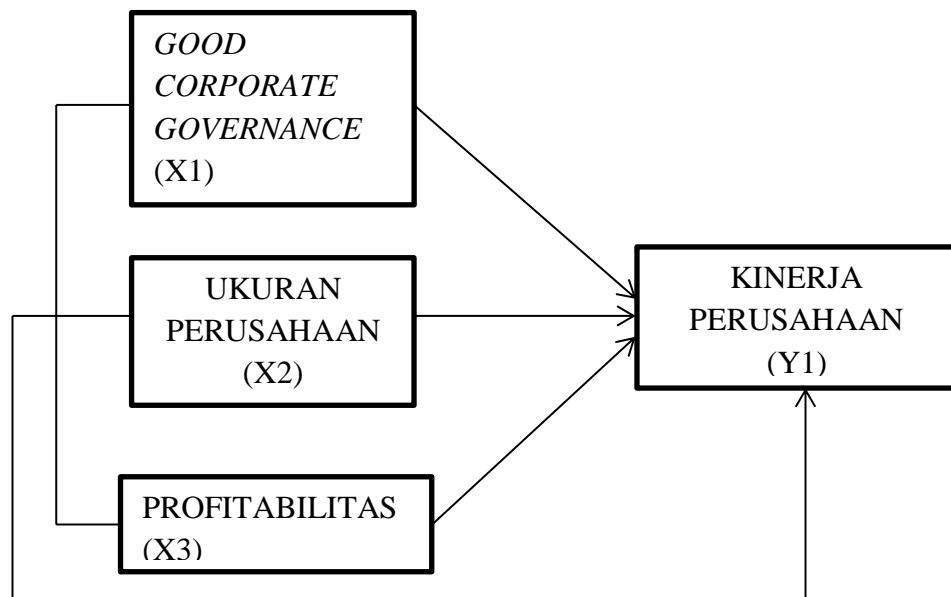 GOOD
CORPORATE
GOVERNANCE
(X1)
UKURAN
PERUSAHAAN
(X2)
PROFITABILITAS
(X3)
KINERJA
PERUSAHAAN
(Y1)